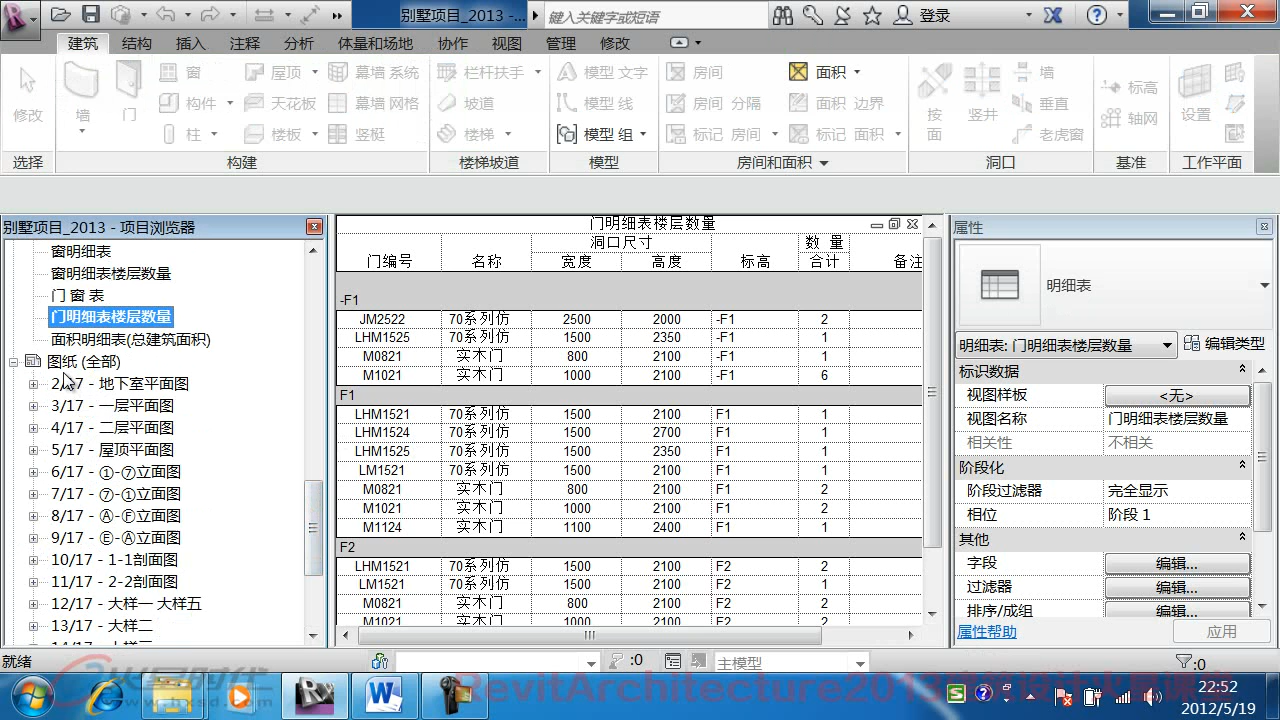 别墅项目_2013 -...
键入关键字或短语
登录
建筑 结构 插入 注释 分析 体量和场地 协作 视图 管理 修改
窗 屋顶 幕墙 系统 栏杆扶手 模型 文字 房间 面积 墙 标高
修改 墙 门 构件 天花板 幕墙 网格 坡道 模型 线 房间 分隔 面积 边界 按面 竖井 垂直 轴网 设置
柱 楼板 竖梃 楼梯 模型 组 标记 房间 标记 面积 老虎窗
选择 构建 楼梯坡道 模型 房间和面积 洞口 基准 工作平面
别墅项目_2013 - 项目浏览器
窗明细表
窗明细表楼层数量
门 窗 表
门明细表楼层数量
面积明细表(总建筑面积)
图纸 (全部)
2/17 - 地下室平面图
3/17 - 一层平面图
4/17 - 二层平面图
5/17 - 屋顶平面图
6/17 - ①-⑦立面图
7/17 - ⑦-①立面图
8/17 - Ⓐ-Ⓕ立面图
9/17 - Ⓔ-Ⓐ立面图
10/17 - 1-1剖面图
11/17 - 2-2剖面图
12/17 - 大样一 大样五
13/17 - 大样二
门明细表楼层数量
洞口尺寸 数 量
门编号 名称 宽度 高度 标高 合计 备注
-F1
JM2522 70系列仿 2500 2000 -F1 2
LHM1525 70系列仿 1500 2350 -F1 1
M0821 实木门 800 2100 -F1 1
M1021 实木门 1000 2100 -F1 6
F1
LHM1521 70系列仿 1500 2100 F1 1
LHM1524 70系列仿 1500 2700 F1 1
LHM1525 70系列仿 1500 2350 F1 1
LM1521 70系列仿 1500 2100 F1 1
M0821 实木门 800 2100 F1 2
M1021 实木门 1000 2100 F1 2
M1124 实木门 1100 2400 F1 1
F2
LHM1521 70系列仿 1500 2100 F2 2
LM1521 70系列仿 1500 2100 F2 1
M0821 实木门 800 2100 F2 2
M1021 实木门 1000 2100 F2 2
属性
明细表
明细表: 门明细表楼层数量 编辑类型
标识数据
视图样板 <无>
视图名称 门明细表楼层数量
相关性 不相关
阶段化
阶段过滤器 完全显示
相位 阶段 1
其他
字段 编辑...
过滤器 编辑...
排序/成组 编辑...
属性帮助 应用
就绪 :0 主模型 :0
火星时代
www.hxsd.com
RevitArchitecture2013
22:52
2012/5/19